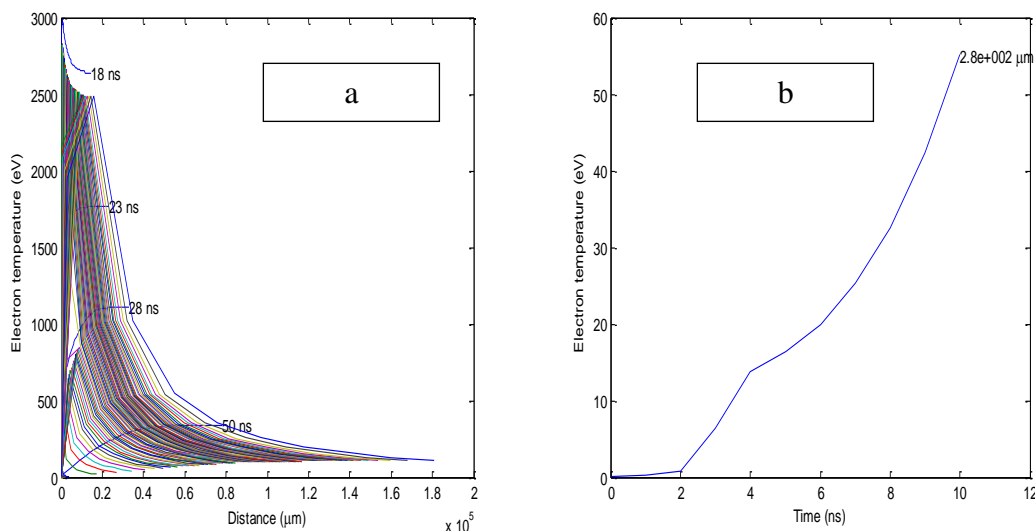 3000
2500
2000
1500
1000
500
0
Electron temperature (eV)
a
18 ns
23 ns
28 ns
50 ns
0 0.2 0.4 0.6 0.8 1 1.2 1.4 1.6 1.8 2
Distance (μm)
x 10^5
60
50
40
30
20
10
0
Electron temperature (eV)
b
2.8e+002 μm
0 2 4 6 8 10 12
Time (ns)